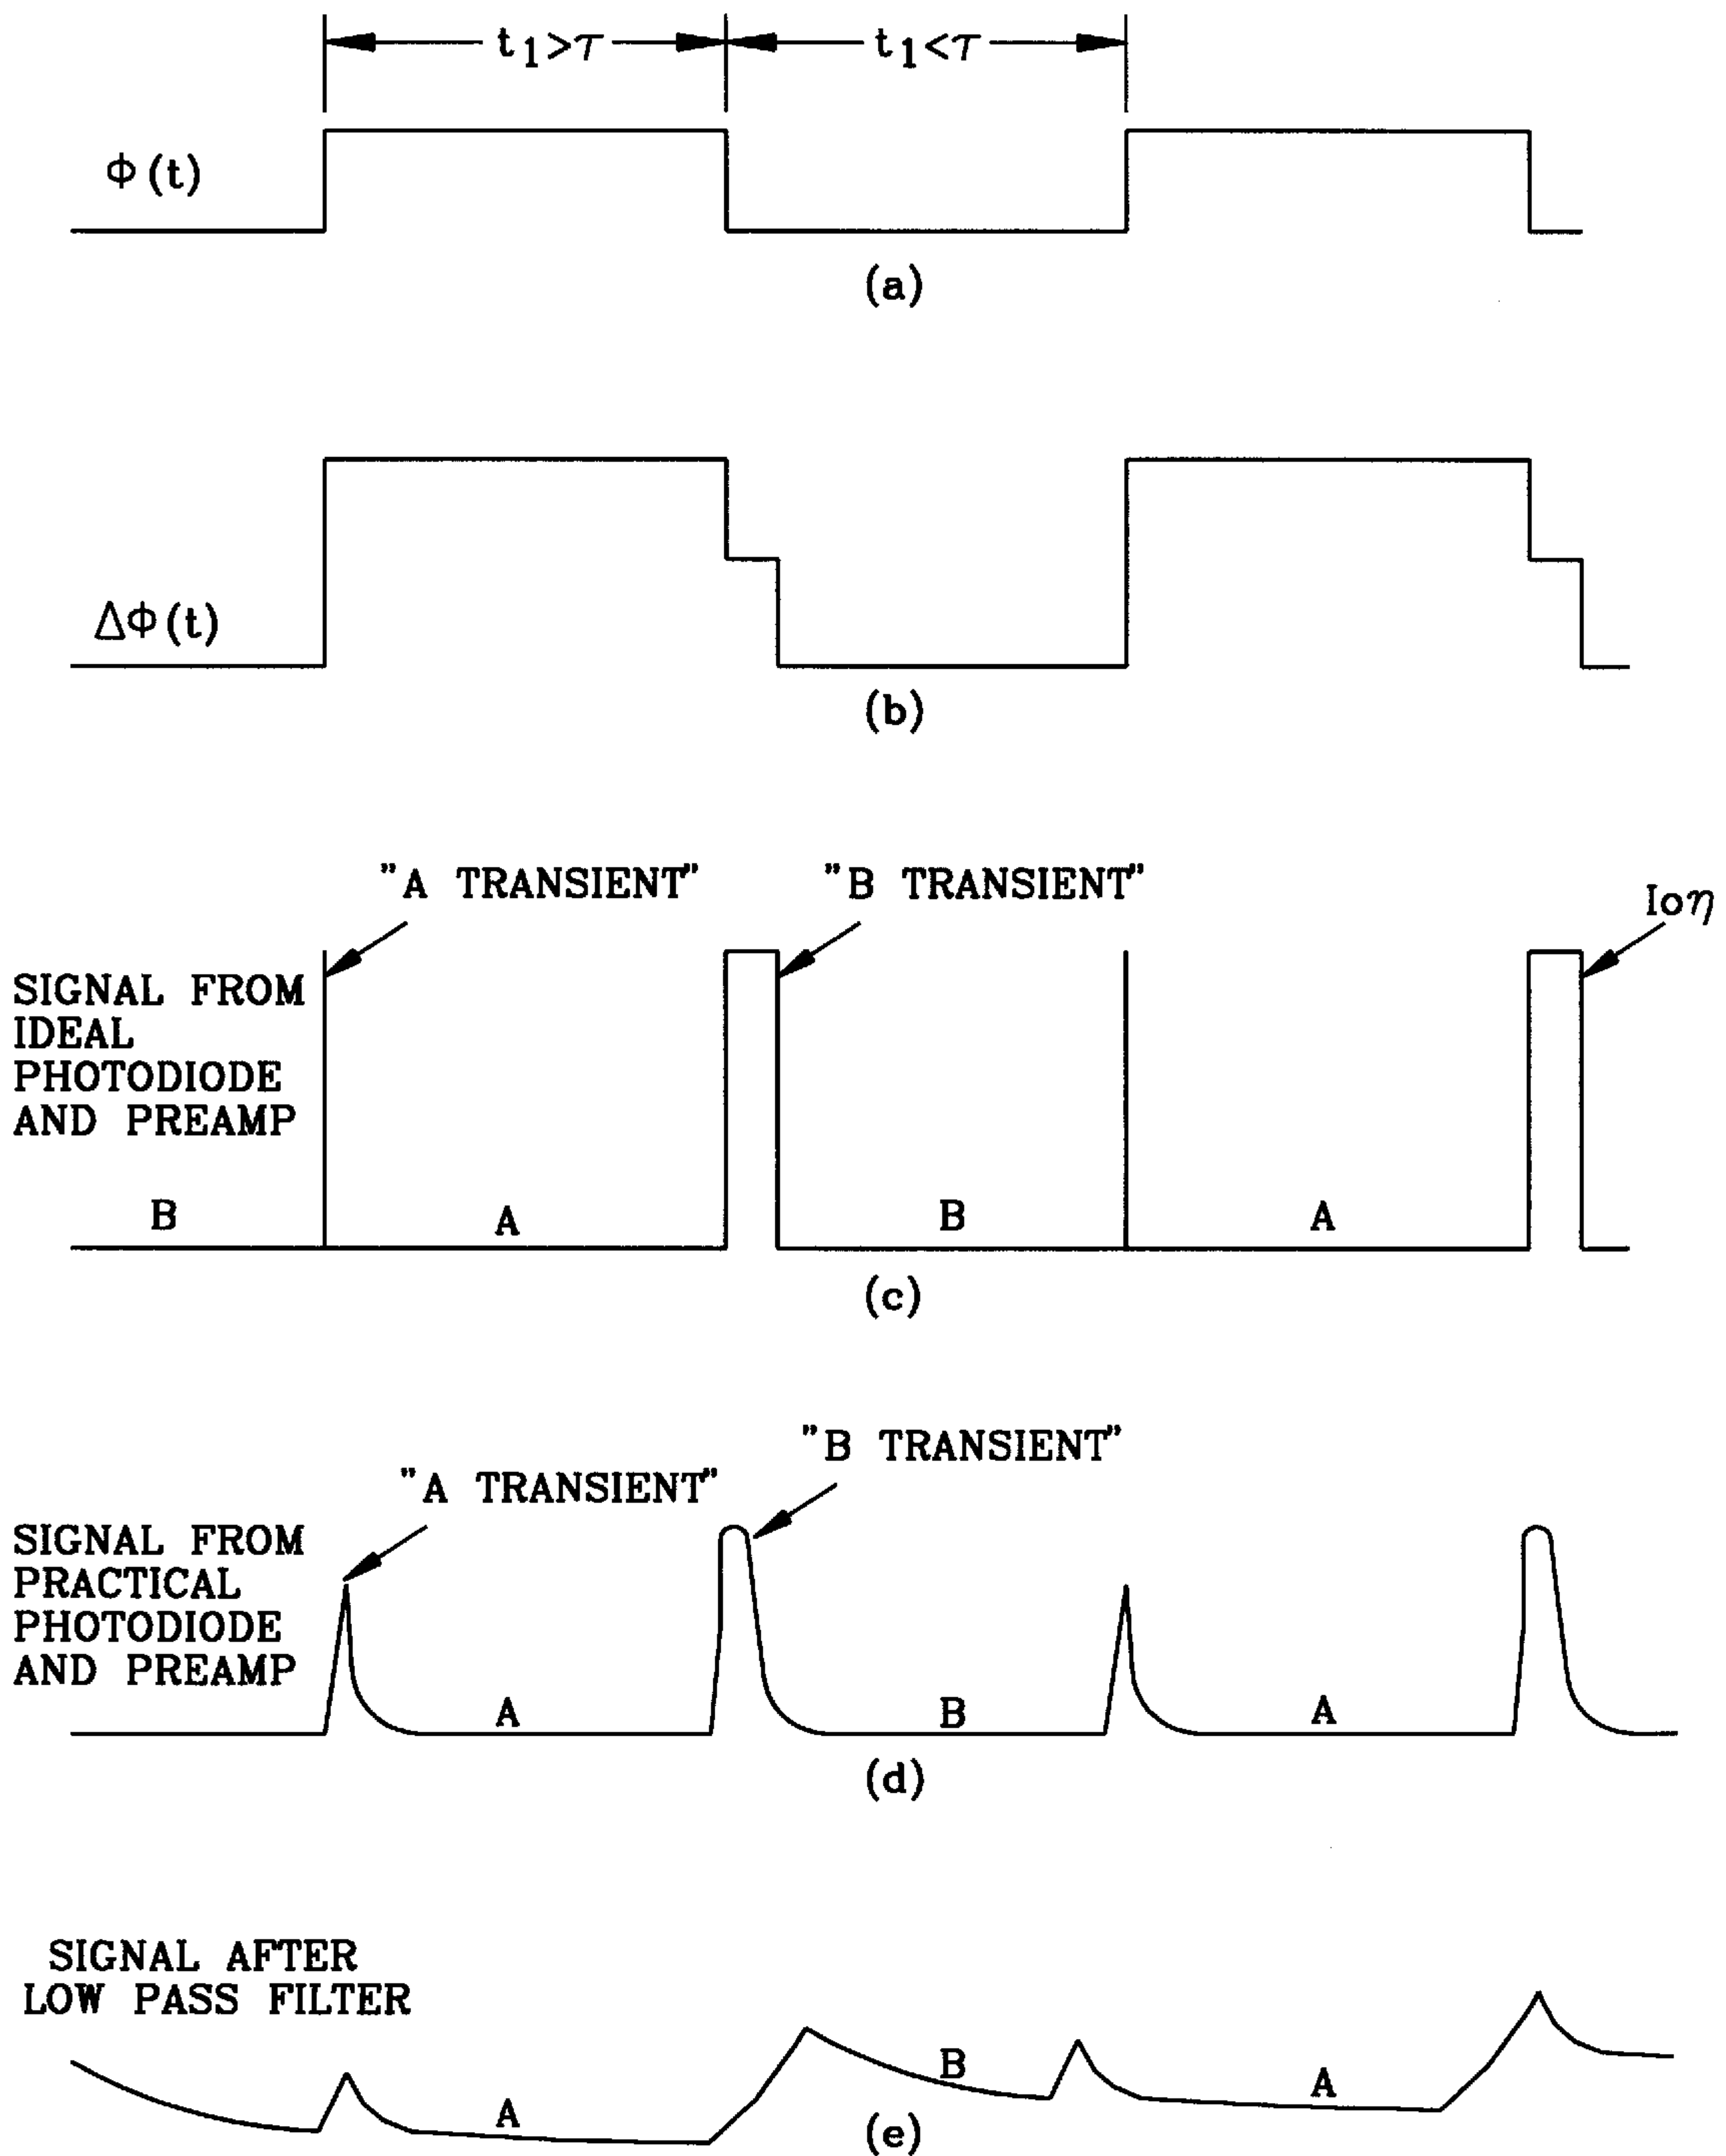 t1>τ
t1<τ
Φ(t)
(a)
ΔΦ(t)
(b)
"A TRANSIENT"
"B TRANSIENT"
Ioη
SIGNAL FROM
IDEAL
PHOTODIODE
AND PREAMP
B
A
B
A
(c)
"B TRANSIENT"
"A TRANSIENT"
SIGNAL FROM
PRACTICAL
PHOTODIODE
AND PREAMP
A
B
A
(d)
SIGNAL AFTER
LOW PASS FILTER
A
B
A
(e)